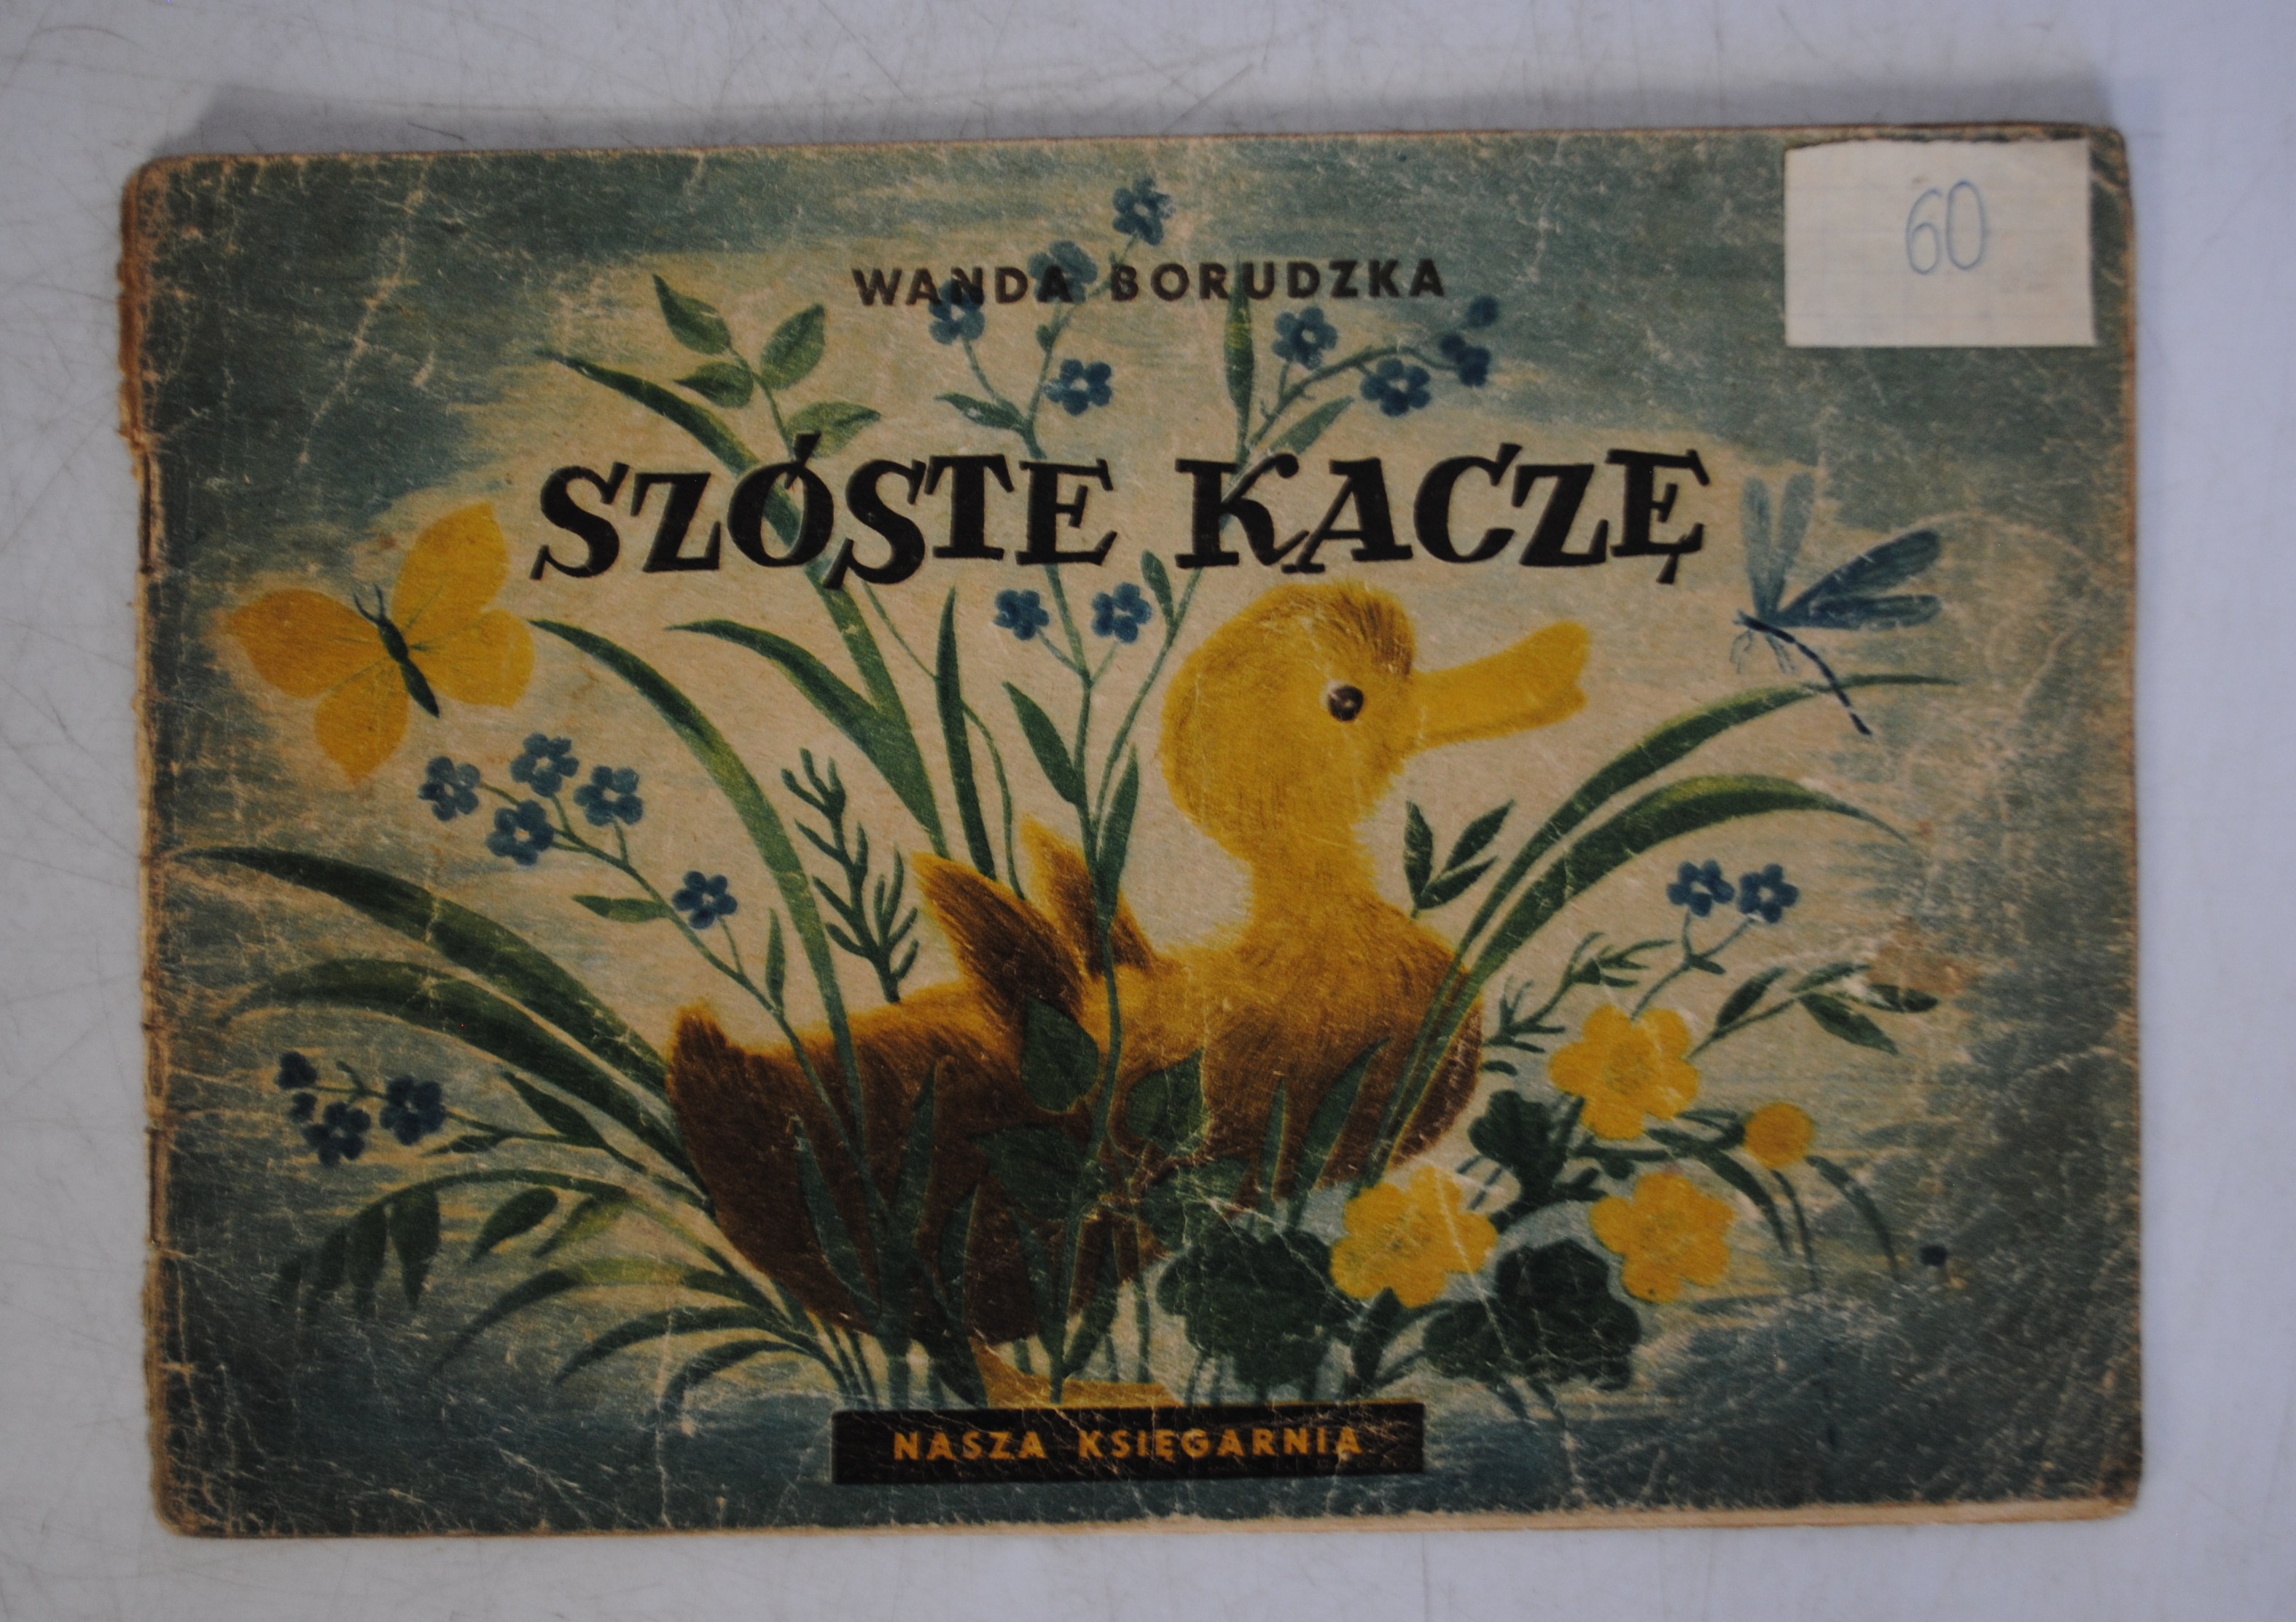 60
WANDA BORUDZKA
SZÓSTE KACZĘ
NASZA KSIĘGARNIA